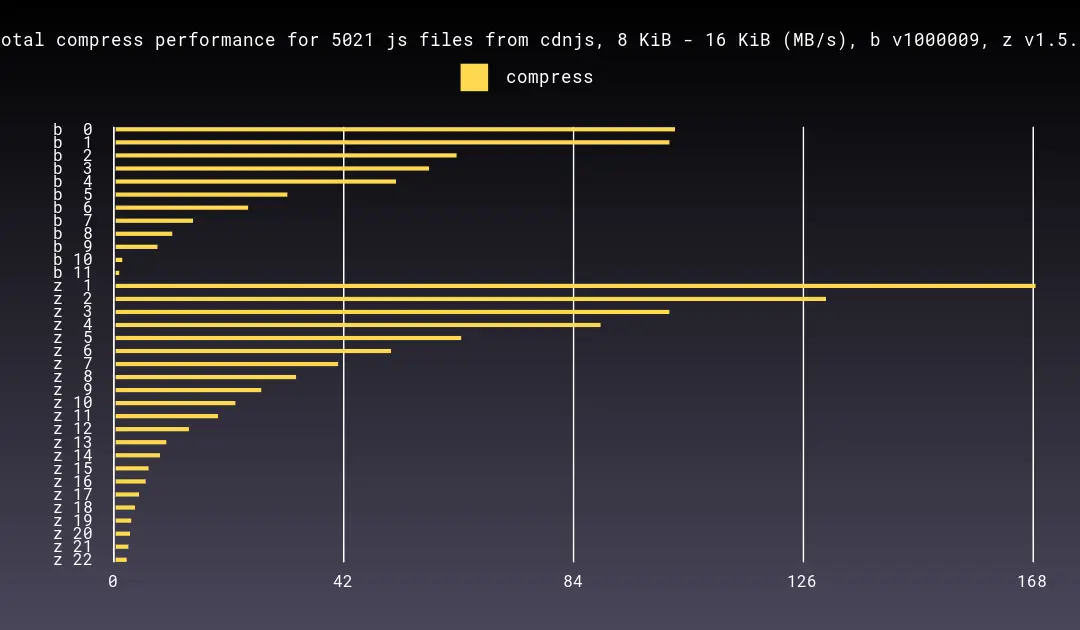 otal compress performance for 5021 js files from cdnjs, 8 KiB - 16 KiB (MB/s), b v1000009, z v1.5.
compress
b 0
b 1
b 2
b 3
b 4
b 5
b 6
b 7
b 8
b 9
b 10
b 11
z 1
z 2
z 3
z 4
z 5
z 6
z 7
z 8
z 9
z 10
z 11
z 12
z 13
z 14
z 15
z 16
z 17
z 18
z 19
z 20
z 21
z 22
0 42 84 126 168